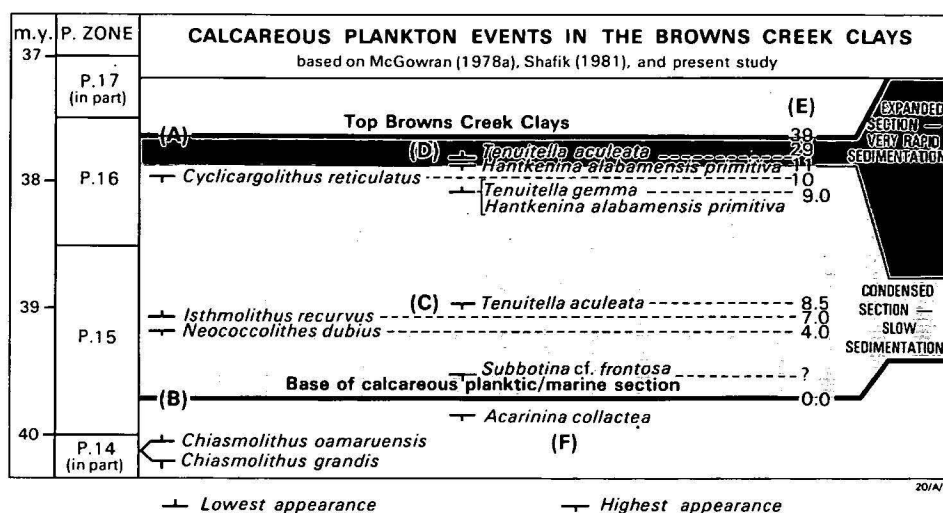 m.y. P. ZONE CALCAREOUS PLANKTON EVENTS IN THE BROWNS CREEK CLAYS
based on McGowran (1978a), Shafik (1981), and present study
37
P.17
(in part)
(E)
EXPANDED
SECTION —
VERY RAPID
SEDIMENTATION
(A) Top Browns Creek Clays 39
(D) Tenuitella aculeata 29
Hantkenina alabamensis primitiva 11
38 P.16 Cyclicargolithus reticulatus 10
Tenuitella gemma 9.0
Hantkenina alabamensis primitiva
39 (C) Tenuitella aculeata 8.5
CONDENSED
SECTION —
SLOW
SEDIMENTATION
Isthmolithus recurvus 7.0
P.15 Neococcolithes dubius 4.0
Subbotina cf. frontosa ?
Base of calcareous planktic/marine section
(B) 0.0
Acarinina collactea
40 P.14
(in part)
Chiasmolithus oamaruensis (F)
Chiasmolithus grandis
20/A/
Lowest appearance Highest appearance